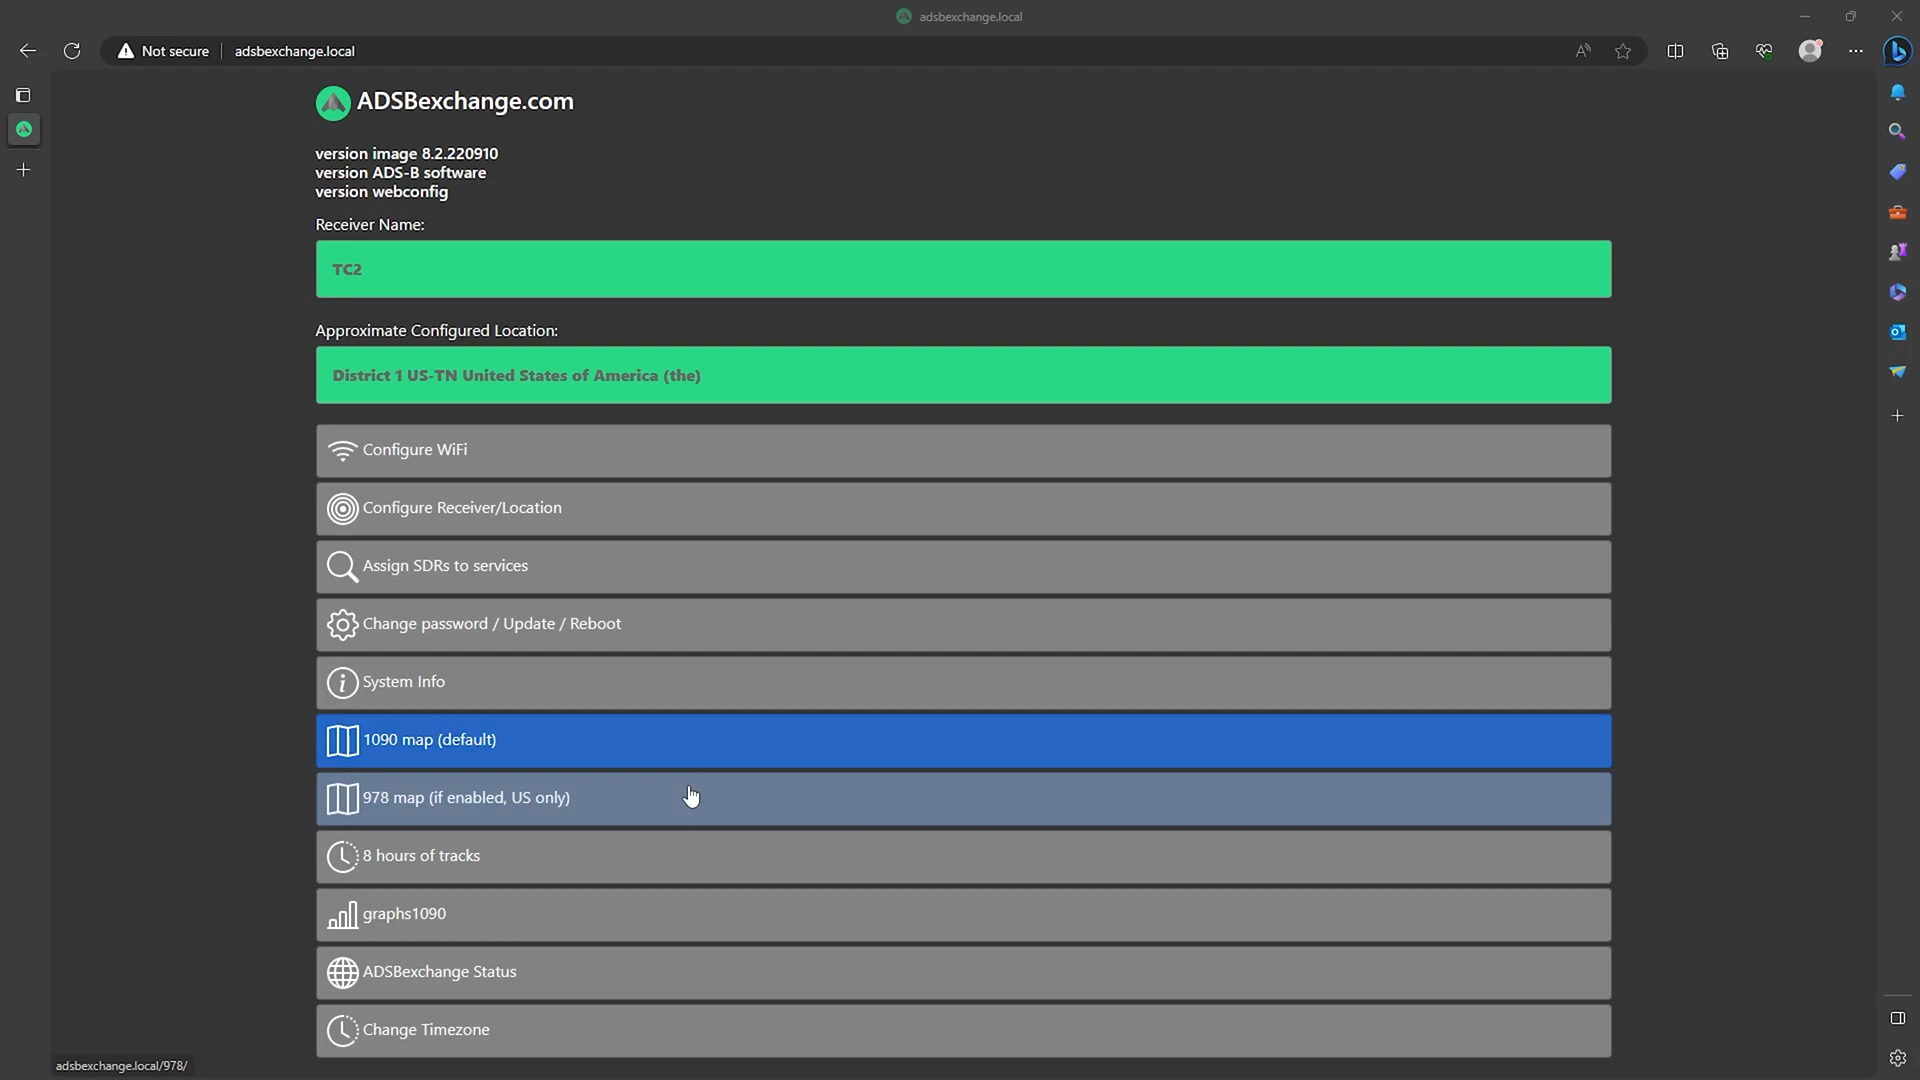 adsbexchange.local
Not secure
adsbexchange.local
ADSBexchange.com
version image 8.2.220910
version ADS-B software
version webconfig
Receiver Name:
TC2
Approximate Configured Location:
District 1 US-TN United States of America (the)
Configure WiFi
Configure Receiver/Location
Assign SDRs to services
Change password / Update / Reboot
System Info
1090 map (default)
978 map (if enabled, US only)
8 hours of tracks
graphs1090
ADSBexchange Status
Change Timezone
adsbexchange.local/978/